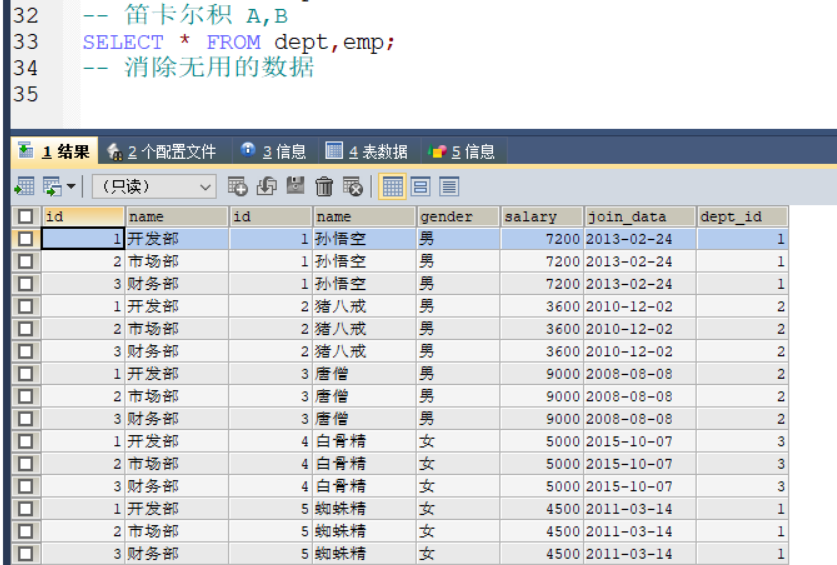 32 -- 笛卡尔积 A,B
33 SELECT * FROM dept,emp;
34 -- 消除无用的数据
35
1 结果 2 个配置文件 3 信息 4 表数据 5 信息
(只读)
id name id name gender salary join_data dept_id
1 开发部 1 孙悟空 男 7200 2013-02-24 1
2 市场部 1 孙悟空 男 7200 2013-02-24 1
3 财务部 1 孙悟空 男 7200 2013-02-24 1
1 开发部 2 猪八戒 男 3600 2010-12-02 2
2 市场部 2 猪八戒 男 3600 2010-12-02 2
3 财务部 2 猪八戒 男 3600 2010-12-02 2
1 开发部 3 唐僧 男 9000 2008-08-08 2
2 市场部 3 唐僧 男 9000 2008-08-08 2
3 财务部 3 唐僧 男 9000 2008-08-08 2
1 开发部 4 白骨精 女 5000 2015-10-07 3
2 市场部 4 白骨精 女 5000 2015-10-07 3
3 财务部 4 白骨精 女 5000 2015-10-07 3
1 开发部 5 蜘蛛精 女 4500 2011-03-14 1
2 市场部 5 蜘蛛精 女 4500 2011-03-14 1
3 财务部 5 蜘蛛精 女 4500 2011-03-14 1